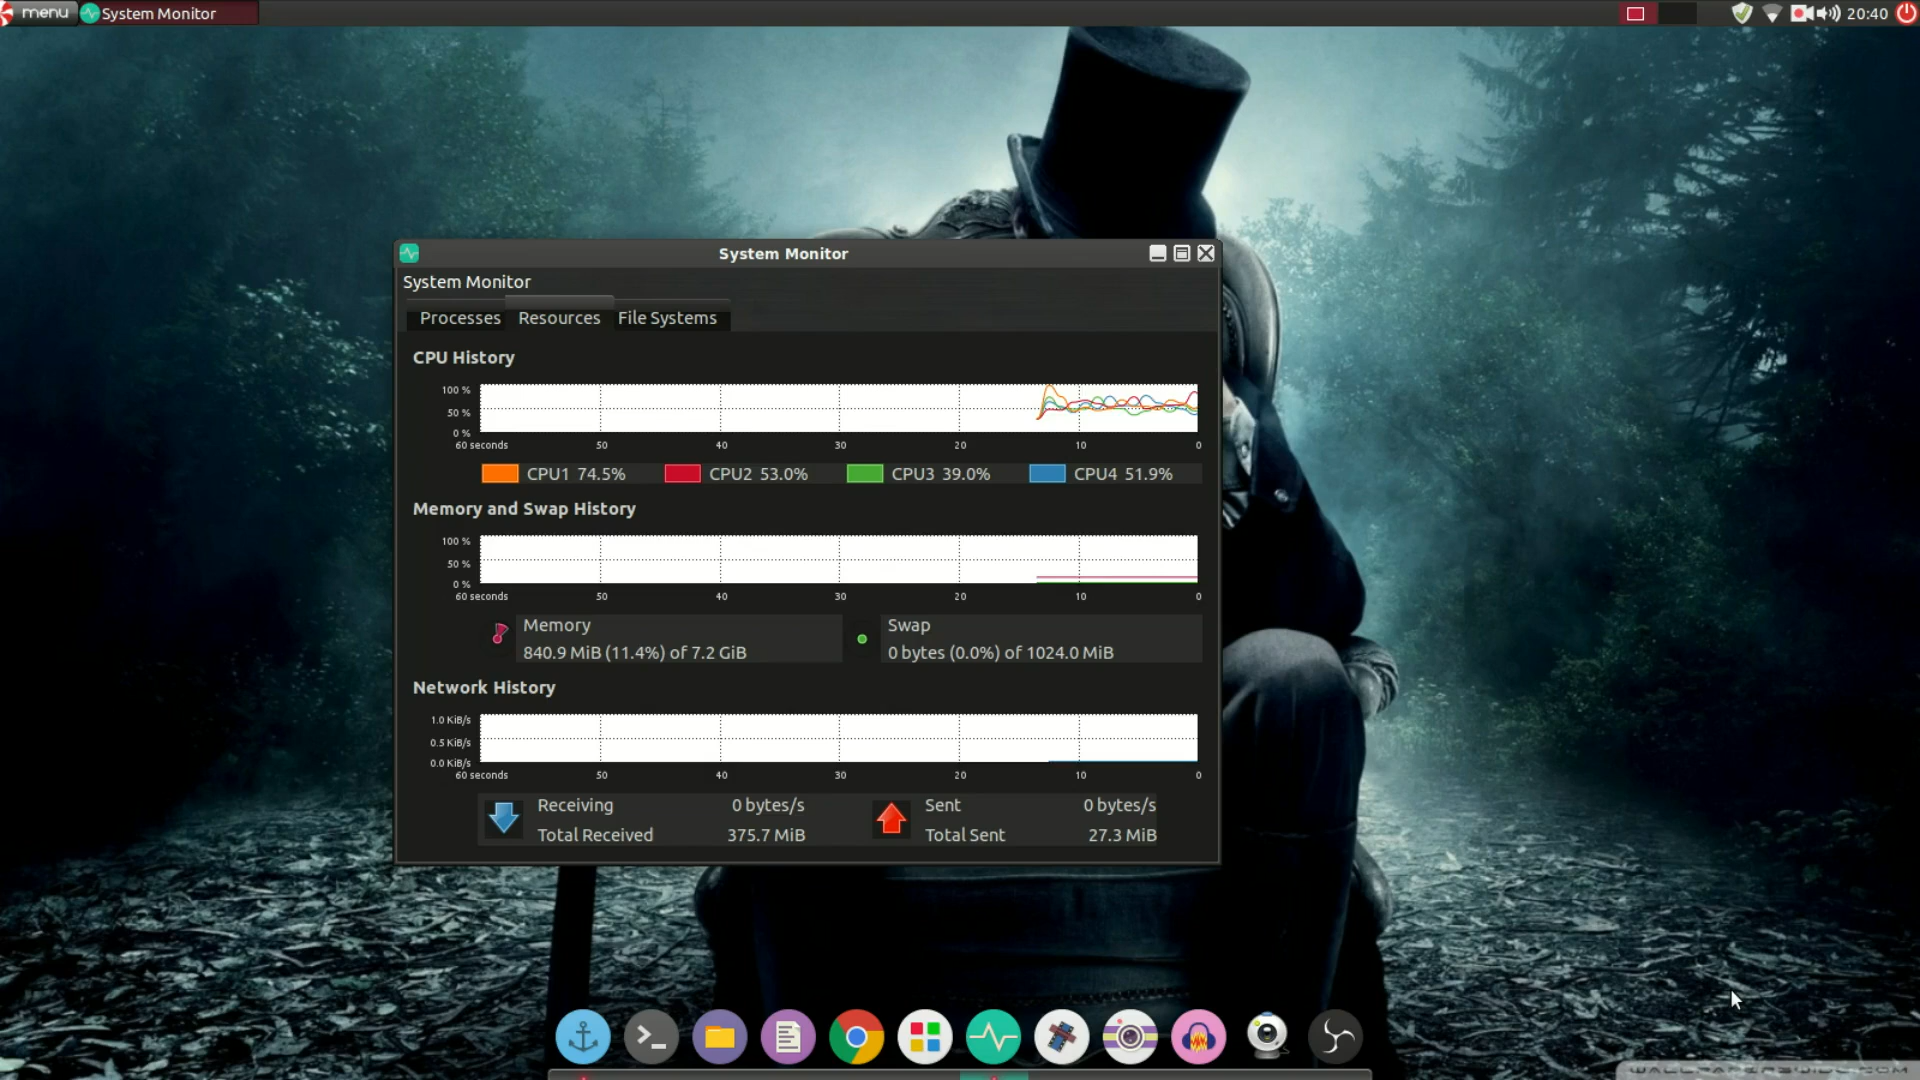 menu System Monitor 20:40
System Monitor
System Monitor
Processes Resources File Systems
CPU History
100 %
50 %
0 %
60 seconds 50 40 30 20 10 0
CPU1 74.5% CPU2 53.0% CPU3 39.0% CPU4 51.9%
Memory and Swap History
100 %
50 %
0 %
60 seconds 50 40 30 20 10 0
Memory Swap
840.9 MiB (11.4%) of 7.2 GiB 0 bytes (0.0%) of 1024.0 MiB
Network History
1.0 KiB/s
0.5 KiB/s
0.0 KiB/s
60 seconds 50 40 30 20 10 0
Receiving 0 bytes/s Sent 0 bytes/s
Total Received 375.7 MiB Total Sent 27.3 MiB